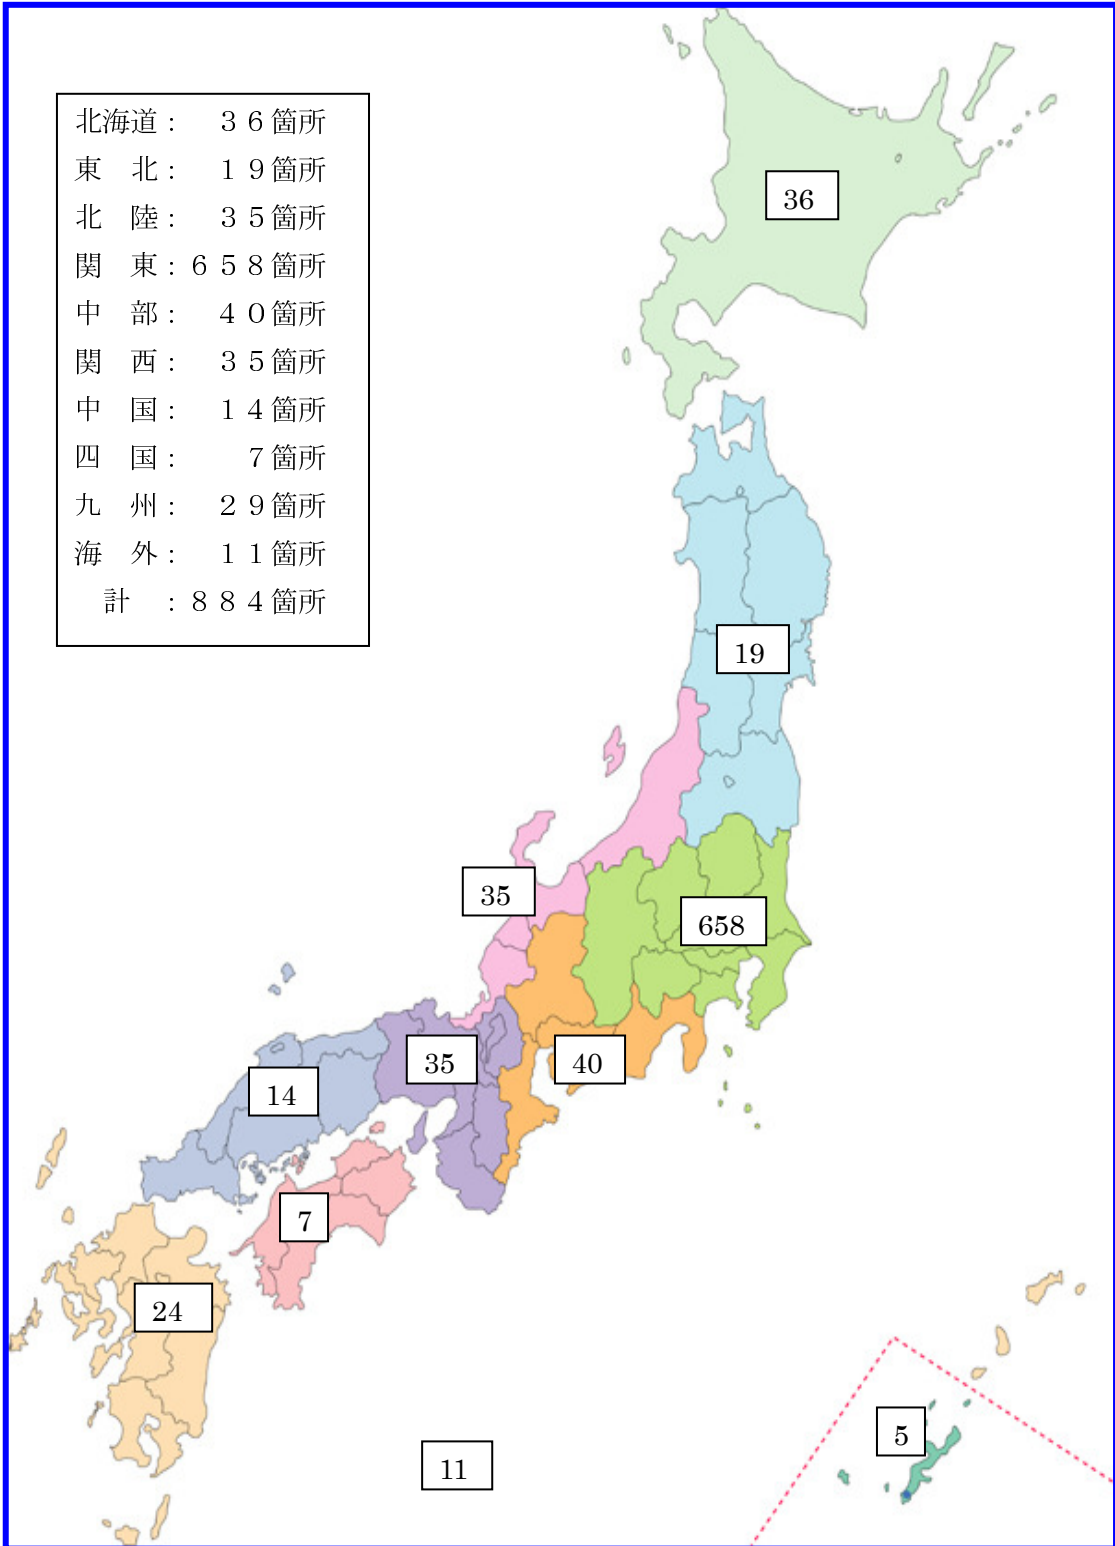 北海道： ３６箇所
東　北： １９箇所
北　陸： ３５箇所
関　東：６５８箇所
中　部： ４０箇所
関　西： ３５箇所
中　国： １４箇所
四　国： ７箇所
九　州： ２９箇所
海　外： １１箇所
計　：８８４箇所
36
19
35
658
35
40
14
7
24
5
11